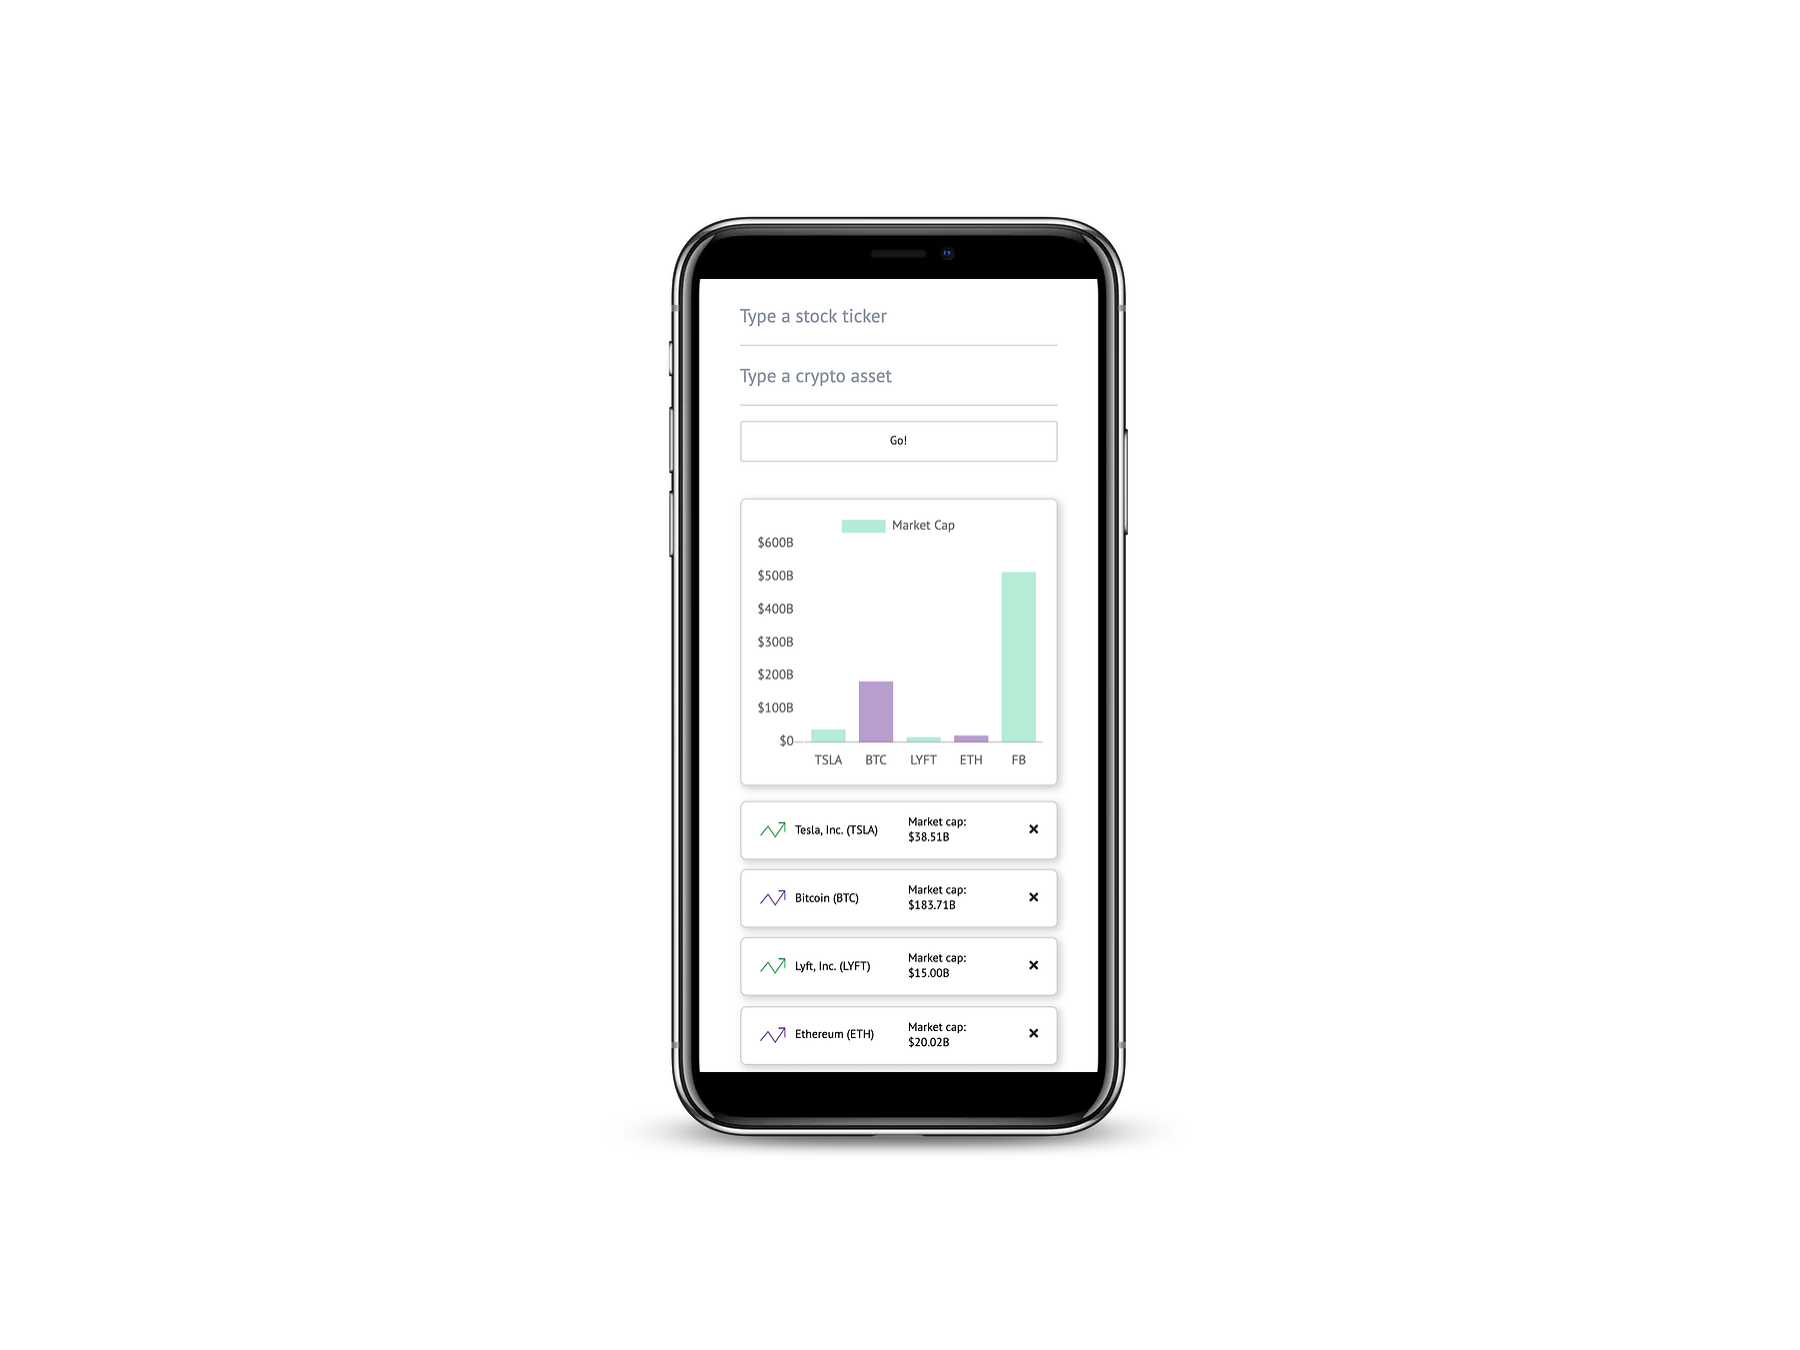 Type a stock ticker
Type a crypto asset
Go!
Market Cap
$600B
$500B
$400B
$300B
$200B
$100B
$0
TSLA BTC LYFT ETH FB
Tesla, Inc. (TSLA)
Market cap:
$38.51B
×
Bitcoin (BTC)
Market cap:
$183.71B
×
Lyft, Inc. (LYFT)
Market cap:
$15.00B
×
Ethereum (ETH)
Market cap:
$20.02B
×